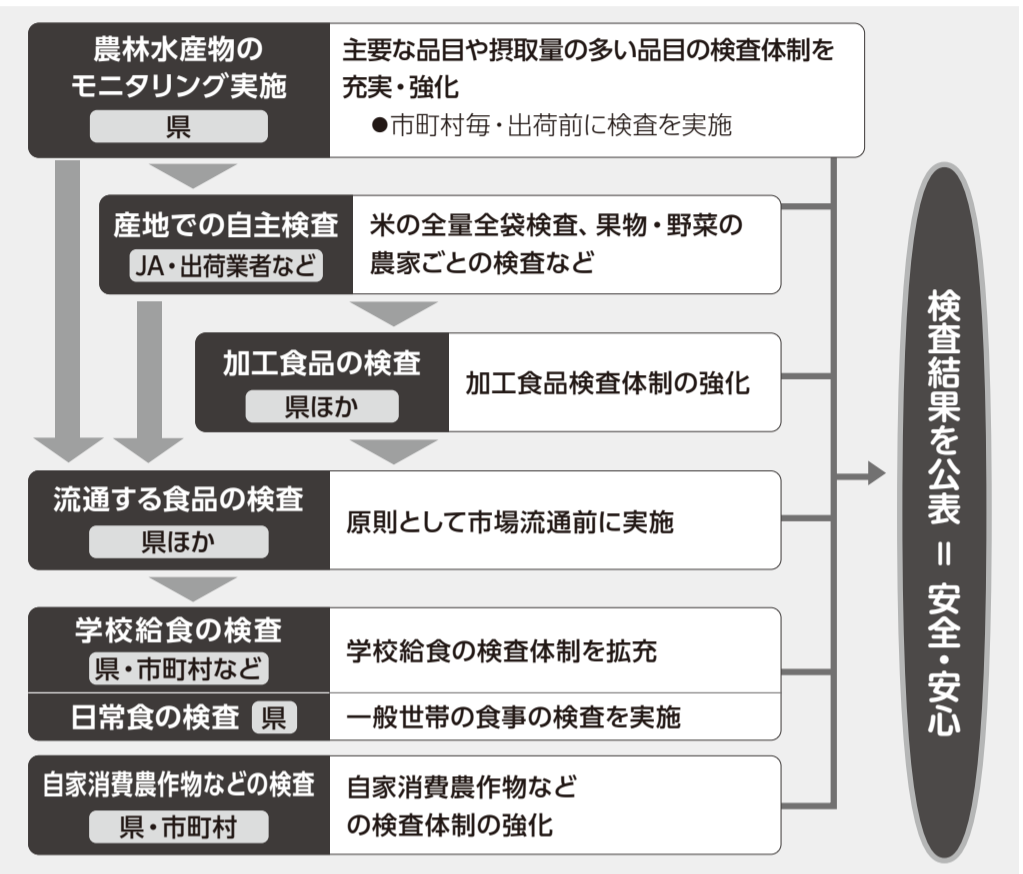 農林水産物の
モニタリング実施
県
主要な品目や摂取量の多い品目の検査体制を
充実・強化
●市町村毎・出荷前に検査を実施
産地での自主検査
JA・出荷業者など
米の全量全袋検査、果物・野菜の
農家ごとの検査など
加工食品の検査
県ほか
加工食品検査体制の強化
流通する食品の検査
県ほか
原則として市場流通前に実施
学校給食の検査
県・市町村など
学校給食の検査体制を拡充
日常食の検査 県
一般世帯の食事の検査を実施
自家消費農作物などの検査
県・市町村
自家消費農作物など
の検査体制の強化
検査結果を公表＝安全・安心